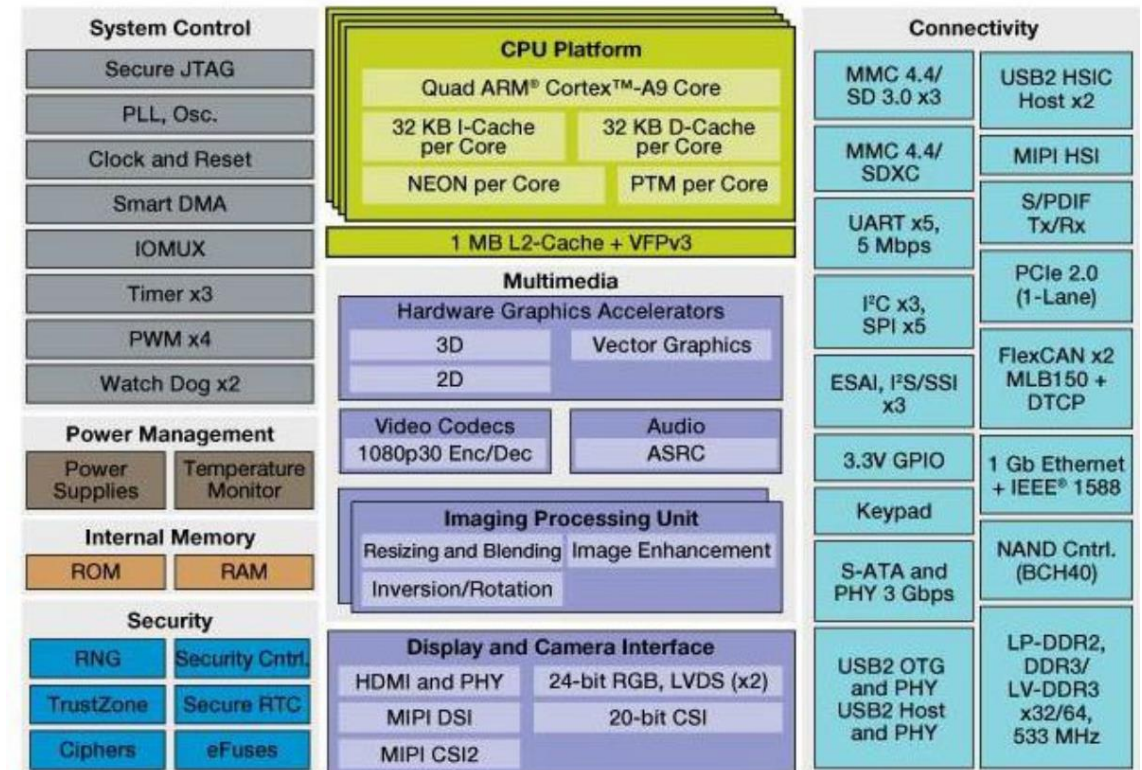 System Control
Secure JTAG
PLL, Osc.
Clock and Reset
Smart DMA
IOMUX
Timer x3
PWM x4
Watch Dog x2
Power Management
Power
Supplies
Temperature
Monitor
Internal Memory
ROM
RAM
Security
RNG
Security Cntrl.
TrustZone
Secure RTC
Ciphers
eFuses
CPU Platform
Quad ARM® Cortex™-A9 Core
32 KB I-Cache
per Core
32 KB D-Cache
per Core
NEON per Core
PTM per Core
1 MB L2-Cache + VFPv3
Multimedia
Hardware Graphics Accelerators
3D
Vector Graphics
2D
Video Codecs
1080p30 Enc/Dec
Audio
ASRC
Imaging Processing Unit
Resizing and Blending
Image Enhancement
Inversion/Rotation
Display and Camera Interface
HDMI and PHY
24-bit RGB, LVDS (x2)
MIPI DSI
20-bit CSI
MIPI CSI2
Connectivity
MMC 4.4/
SD 3.0 x3
MMC 4.4/
SDXC
UART x5,
5 Mbps
I²C x3,
SPI x5
ESAI, I²S/SSI
x3
3.3V GPIO
Keypad
S-ATA and
PHY 3 Gbps
USB2 OTG
and PHY
USB2 Host
and PHY
USB2 HSIC
Host x2
MIPI HSI
S/PDIF
Tx/Rx
PCIe 2.0
(1-Lane)
FlexCAN x2
MLB150 +
DTCP
1 Gb Ethernet
+ IEEE® 1588
NAND Cntrl.
(BCH40)
LP-DDR2,
DDR3/
LV-DDR3
x32/64,
533 MHz